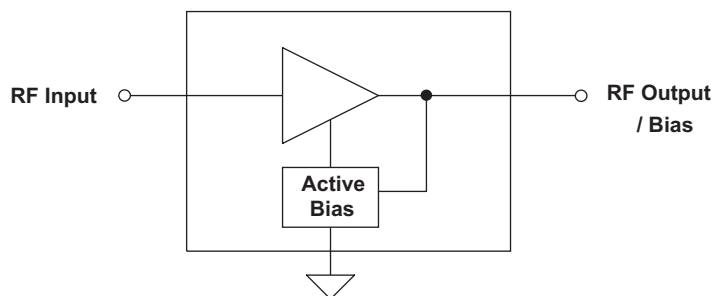 RF Input
RF Output
/ Bias
Active
Bias